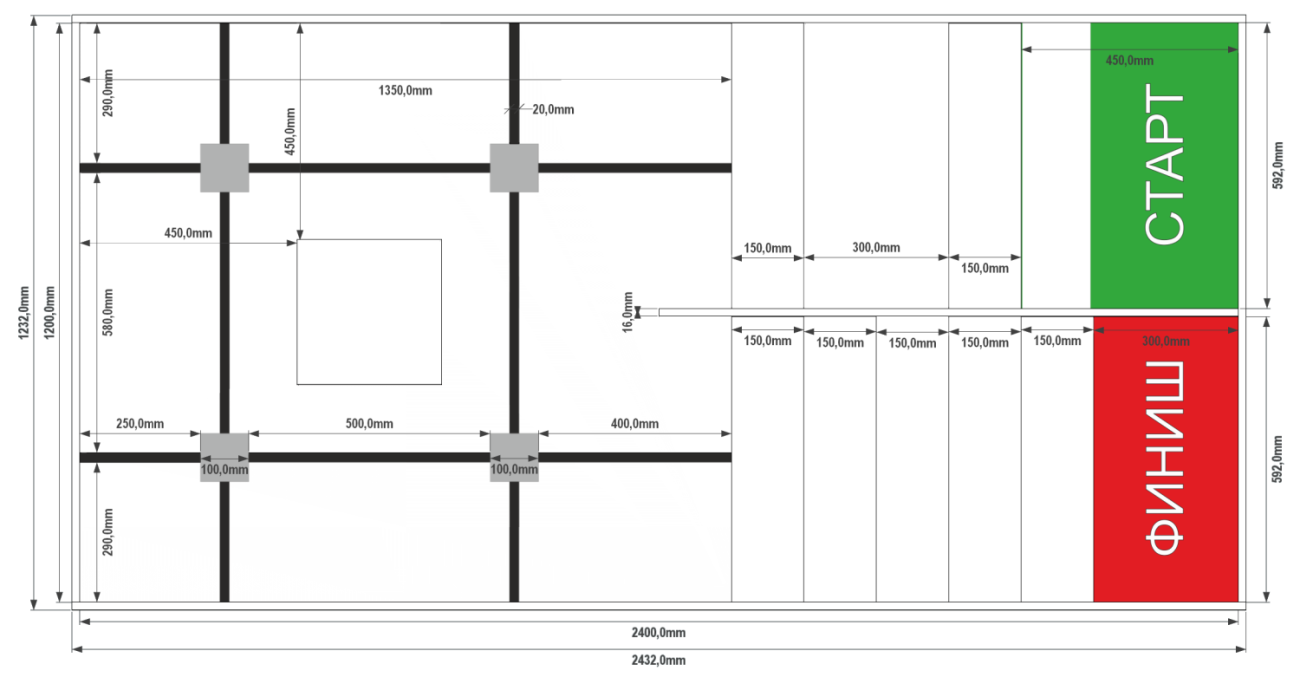 290,0mm
1350,0mm
450,0mm
20,0mm
450,0mm
СТАРТ
592,0mm
450,0mm
150,0mm
300,0mm
150,0mm
1232,0mm
1200,0mm
580,0mm
16,0mm
150,0mm
150,0mm
150,0mm
150,0mm
150,0mm
300,0mm
ФИНИШ
250,0mm
500,0mm
400,0mm
592,0mm
100,0mm
100,0mm
290,0mm
2400,0mm
2432,0mm